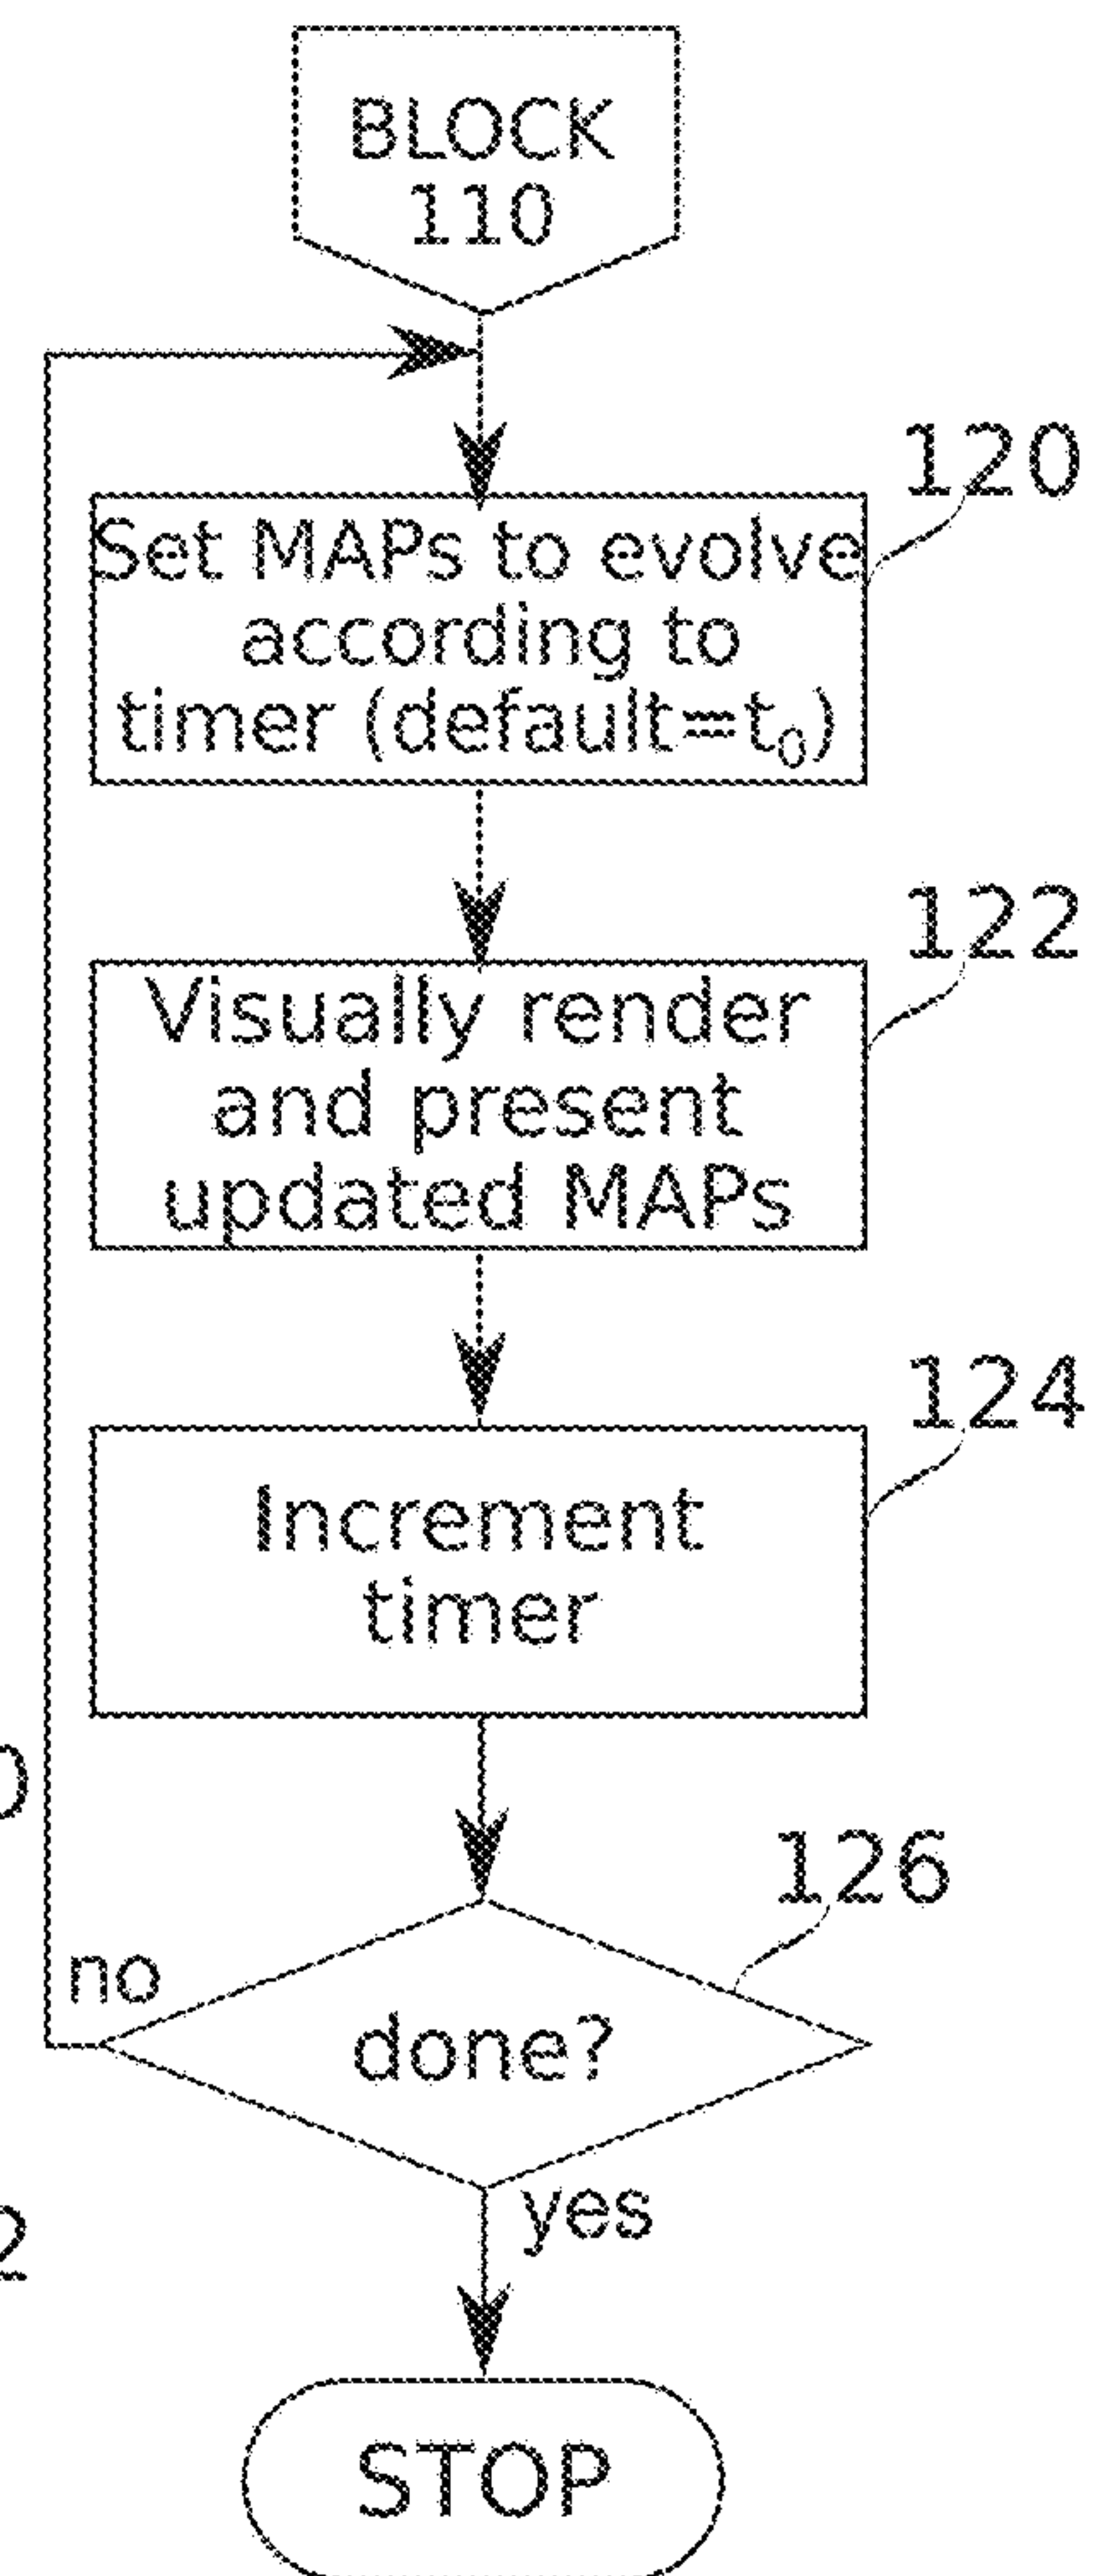 BLOCK
110
120
Set MAPs to evolve
according to
timer (default=t₀)
122
Visually render
and present
updated MAPs
124
Increment
timer
126
no
done?
yes
2
STOP